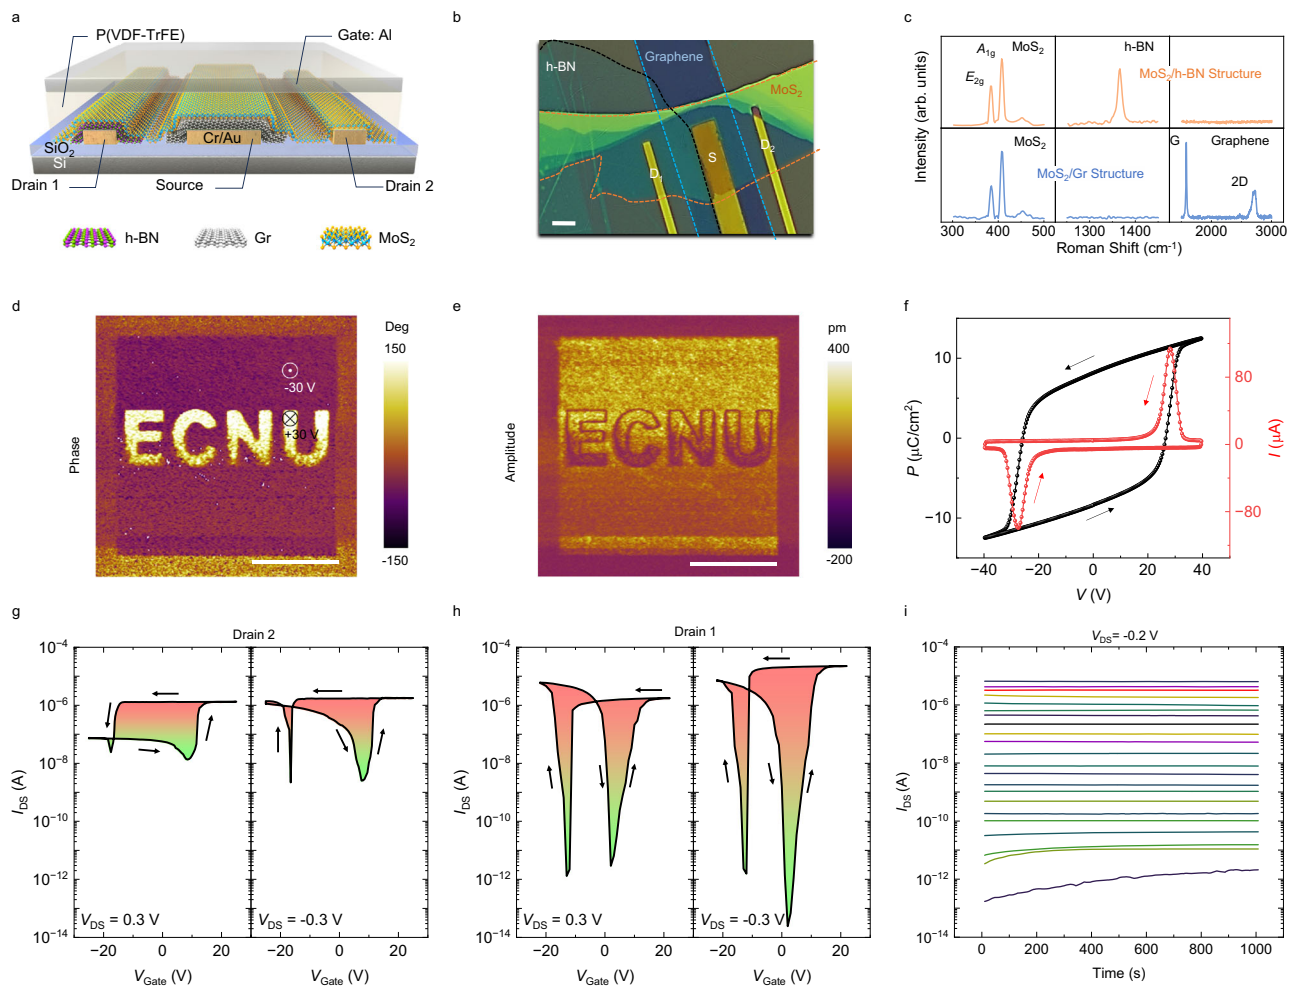 a
P(VDF-TrFE)
Gate: Al
Cr/Au
SiO2
Si
Drain 1
Source
Drain 2
h-BN
Gr
MoS2
b
h-BN
Graphene
MoS2
D1
S
D2
c
Intensity (arb. units)
A1g
E2g
MoS2
h-BN
MoS2/h-BN Structure
MoS2
MoS2/Gr Structure
G
Graphene
2D
300 400 500 1300 1400 2000 3000
Roman Shift (cm-1)
d
Phase
-30 V
+30 V
ECNU
Deg
150
-150
e
Amplitude
ECNU
pm
400
-200
f
P (μC/cm2)
10
0
−10
80
0
−80
I (μA)
−40 −20 0 20 40
V (V)
g
Drain 2
IDS (A)
10−4
10−6
10−8
10−10
10−12
10−14
VDS = 0.3 V
VDS = -0.3 V
−20 0 20 −20 0 20
VGate (V) VGate (V)
h
Drain 1
IDS (A)
10−4
10−6
10−8
10−10
10−12
10−14
VDS = 0.3 V
VDS = -0.3 V
−20 0 20 −20 0 20
VGate (V) VGate (V)
i
VDS= -0.2 V
IDS (A)
10−4
10−6
10−8
10−10
10−12
10−14
0 200 400 600 800 1000
Time (s)